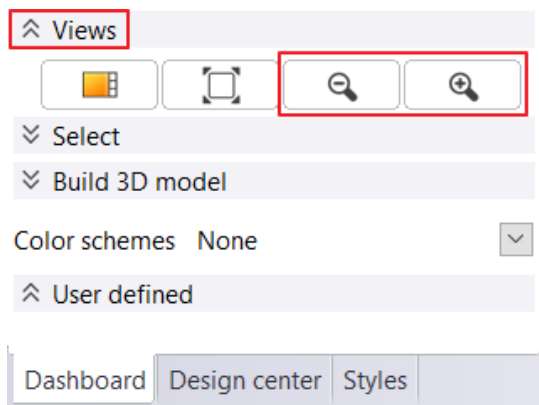 Views
Select
Build 3D model
Color schemes None
User defined
Dashboard Design center Styles